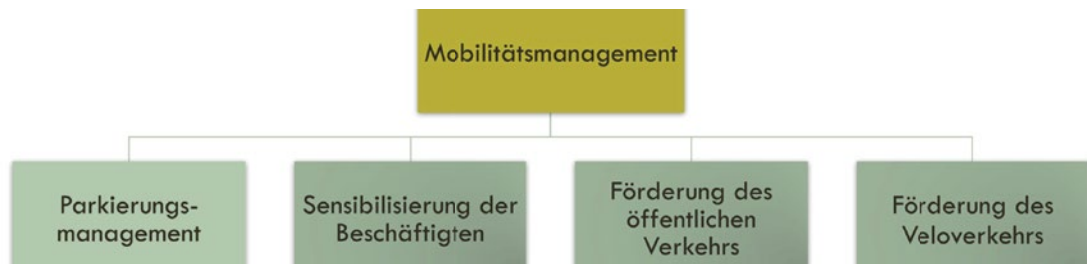 Mobilitätsmanagement
Parkierungs-
management
Sensibilisierung der
Beschäftigten
Förderung des
öffentlichen
Verkehrs
Förderung des
Veloverkehrs